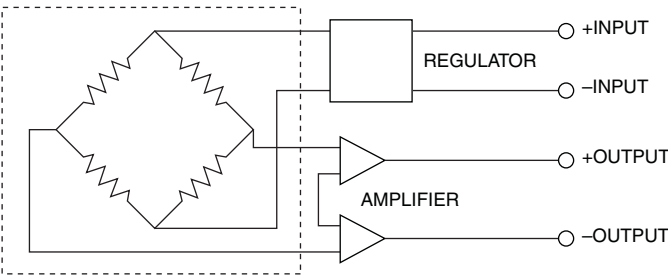 +INPUT
REGULATOR
–INPUT
+OUTPUT
AMPLIFIER
–OUTPUT